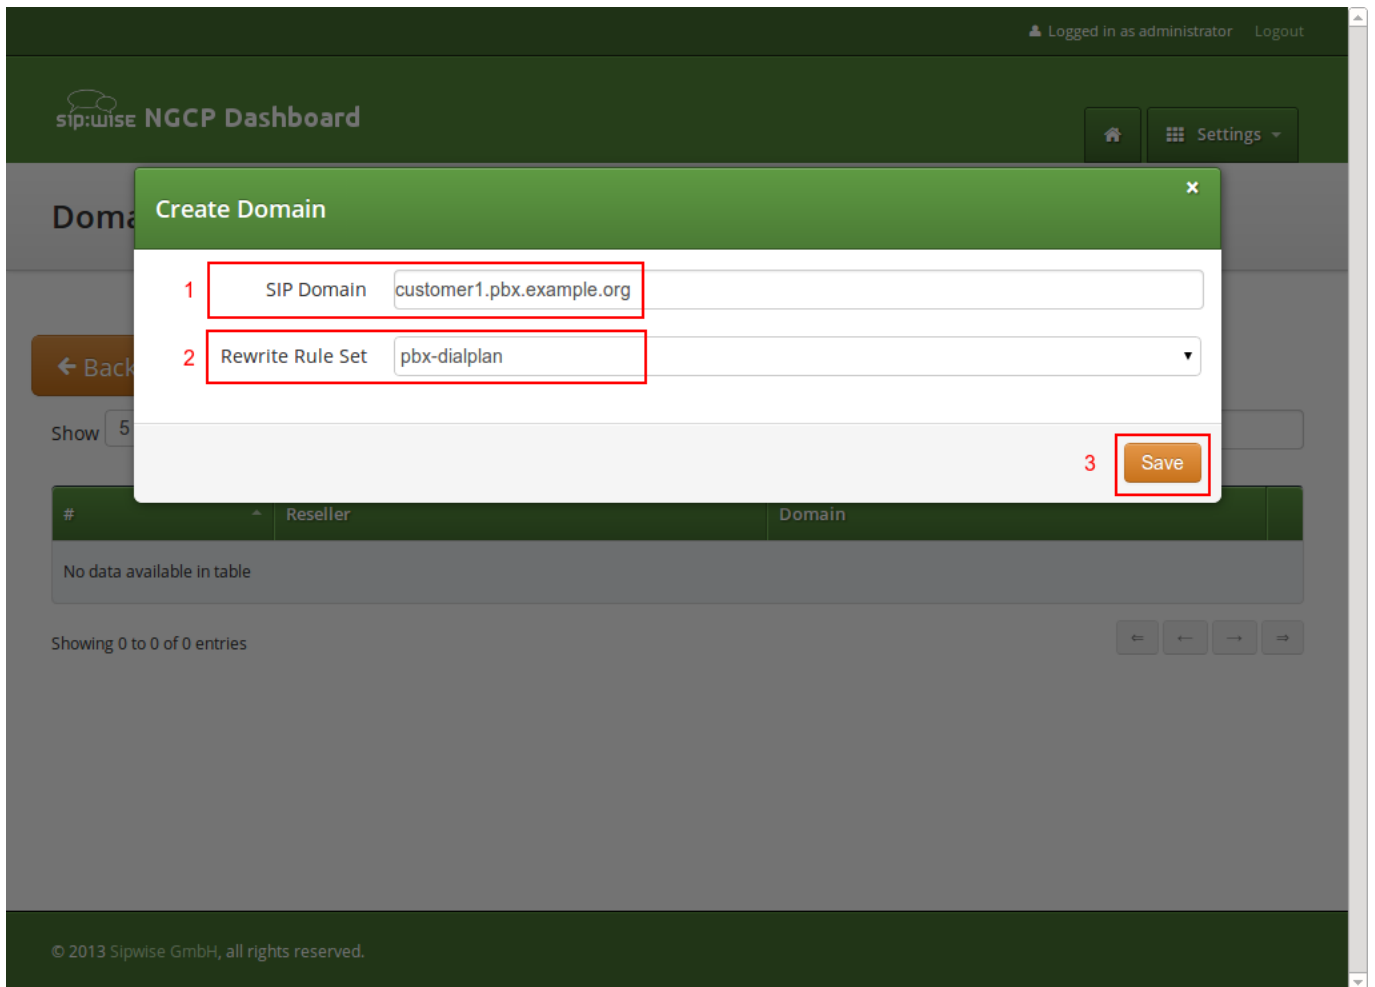 Logged in as administrator Logout
sip:wise NGCP Dashboard
Settings
Doma
Create Domain
×
1 SIP Domain customer1.pbx.example.org
2 Rewrite Rule Set pbx-dialplan
← Back
Show 5
3 Save
# Reseller Domain
No data available in table
Showing 0 to 0 of 0 entries
⇐ ← → ⇒
© 2013 Sipwise GmbH, all rights reserved.